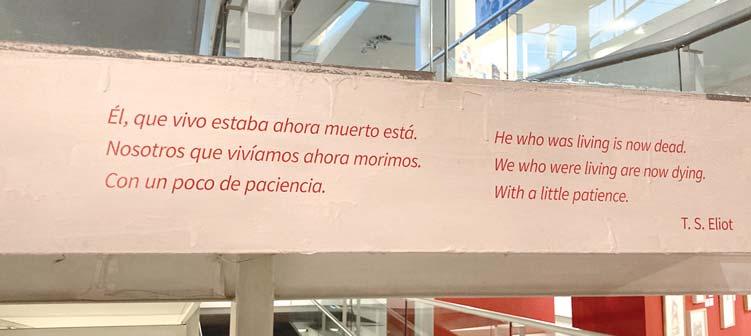 Él, que vivo estaba ahora muerto está.
Nosotros que vivíamos ahora morimos.
Con un poco de paciencia.
He who was living is now dead.
We who were living are now dying.
With a little patience.
T. S. Eliot